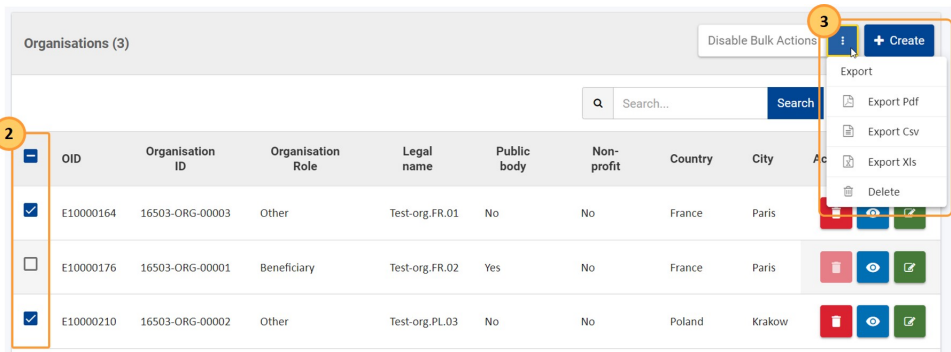 3
Organisations (3)
Disable Bulk Actions
+ Create
Export
Search...
Search
Export Pdf
Export Csv
Export Xls
Delete
2
OID
Organisation ID
Organisation Role
Legal name
Public body
Non-profit
Country
City
E10000164 16503-ORG-00003 Other Test-org.FR.01 No No France Paris
E10000176 16503-ORG-00001 Beneficiary Test-org.FR.02 Yes No France Paris
E10000210 16503-ORG-00002 Other Test-org.PL.03 No No Poland Krakow